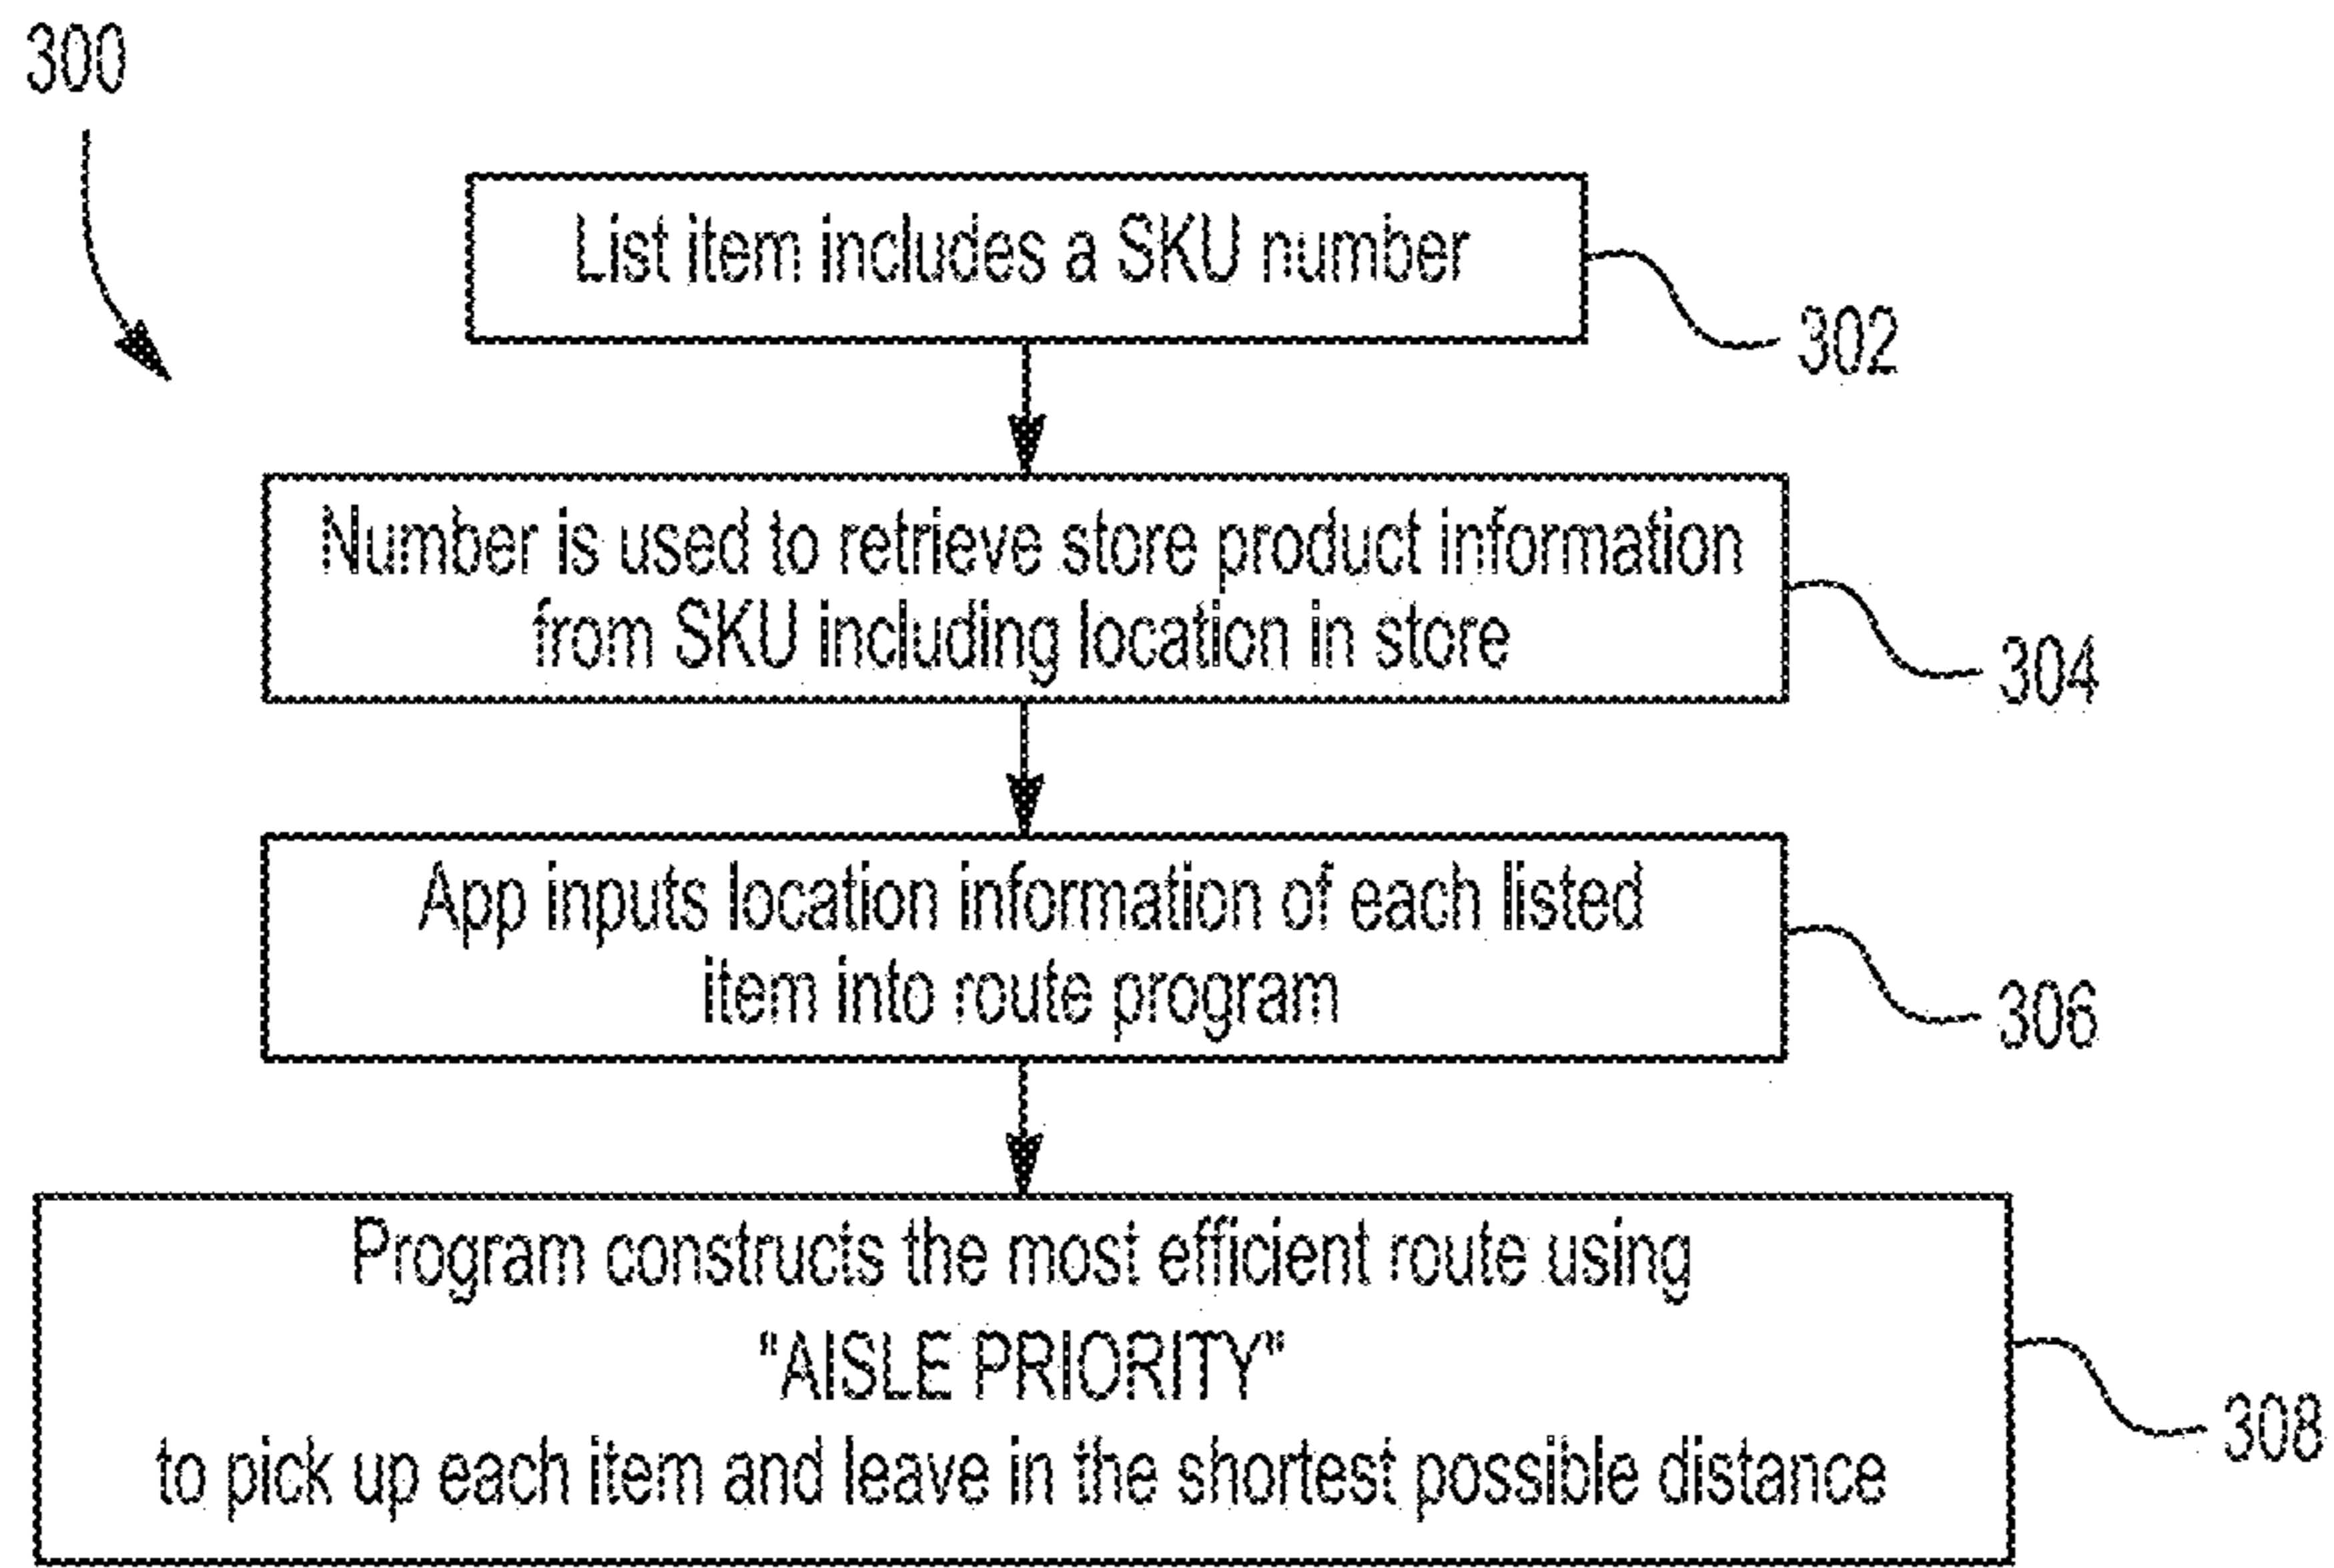 300
List item includes a SKU number
302
Number is used to retrieve store product information
from SKU including location in store
304
App inputs location information of each listed
item into route program
306
Program constructs the most efficient route using
"AISLE PRIORITY"
to pick up each item and leave in the shortest possible distance
308